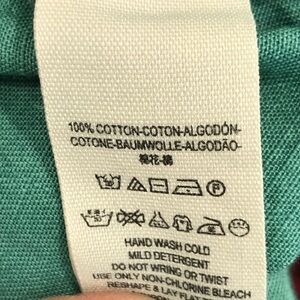 100% COTTON-COTON-ALGODÓN-
COTONE-BAUMWOLLE-ALGODÃO-
棉花-綿
HAND WASH COLD
MILD DETERGENT
DO NOT WRING OR TWIST
USE ONLY NON-CHLORINE BLEACH
RESHAPE & LAY FLAT